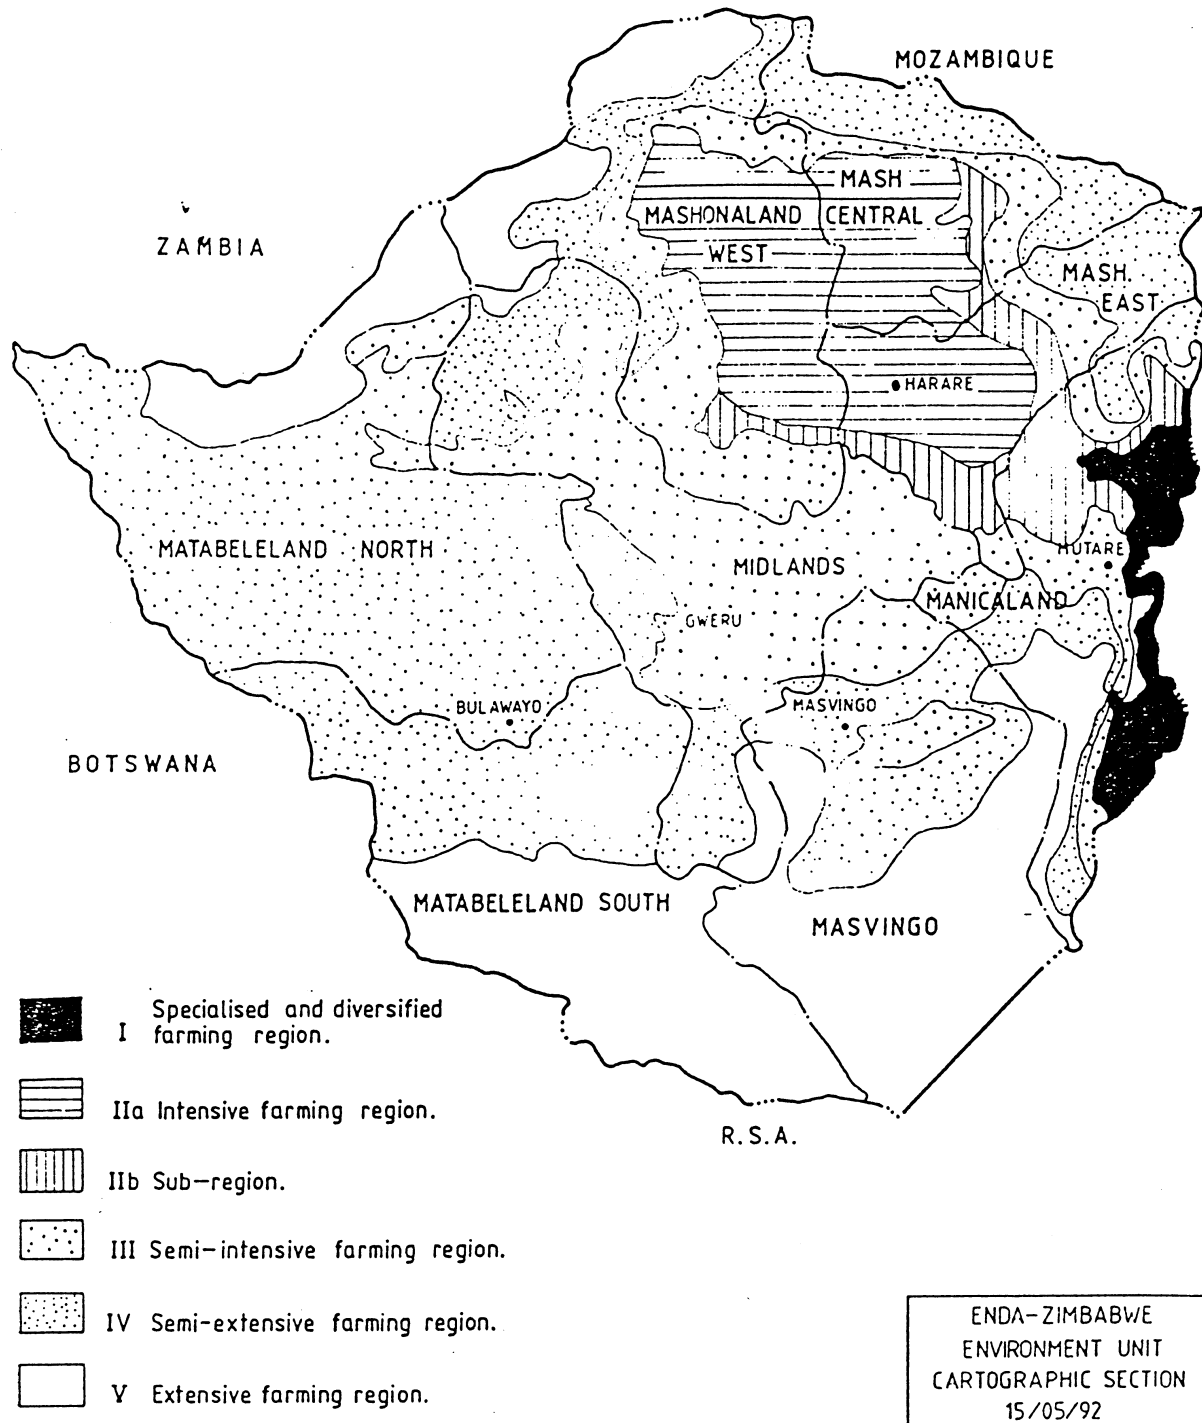 MOZAMBIQUE
ZAMBIA
MASH
MASHONALAND CENTRAL
WEST
MASH.
EAST
HARARE
MATABELELAND NORTH
MIDLANDS
MUTARE
MANICALAND
GWERU
BULAWAYO
MASVINGO
BOTSWANA
MATABELELAND SOUTH
MASVINGO
R.S.A.
I Specialised and diversified
farming region.
IIa Intensive farming region.
IIb Sub-region.
III Semi-intensive farming region.
IV Semi-extensive farming region.
V Extensive farming region.
ENDA-ZIMBABWE
ENVIRONMENT UNIT
CARTOGRAPHIC SECTION
15/05/92